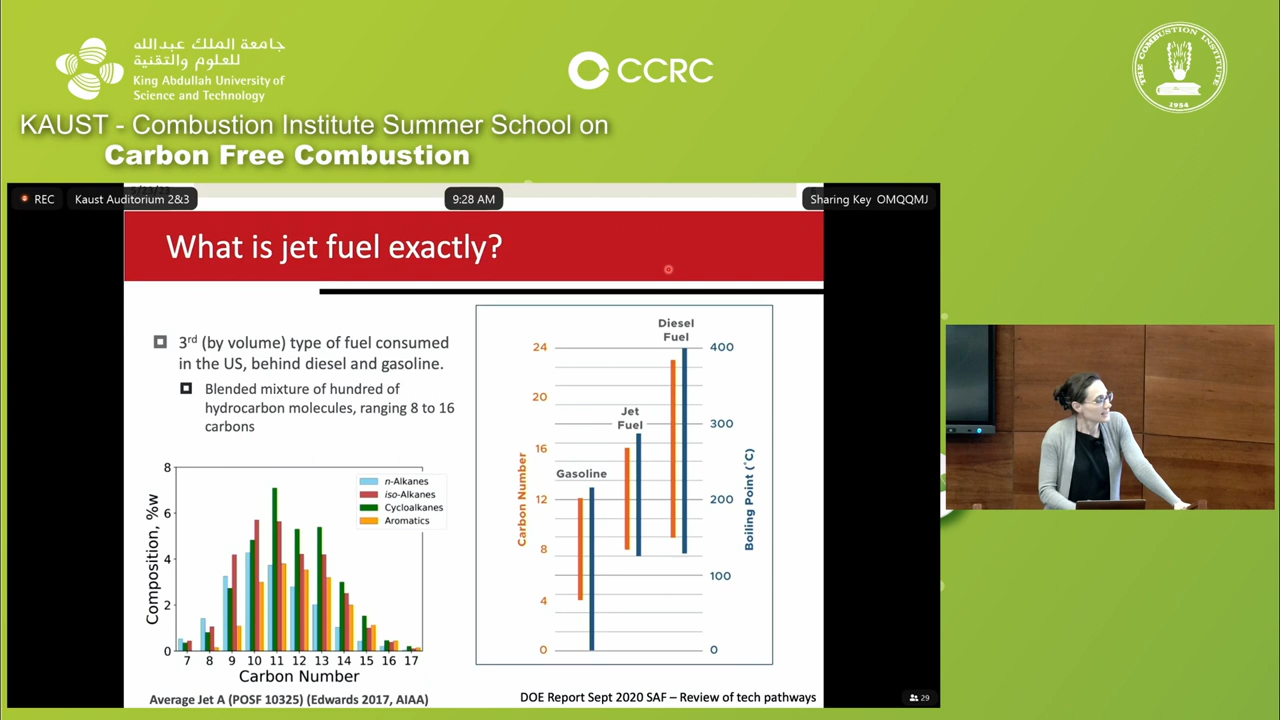 جامعة الملك عبدالله
للعلوم والتقنية
King Abdullah University of
Science and Technology
CCRC
THE COMBUSTION INSTITUTE
1954
KAUST - Combustion Institute Summer School on
Carbon Free Combustion
REC
Kaust Auditorium 2&3
9:28 AM
Sharing Key OMQQMJ
What is jet fuel exactly?
3rd (by volume) type of fuel consumed
in the US, behind diesel and gasoline.
Blended mixture of hundred of
hydrocarbon molecules, ranging 8 to 16
carbons
8
6
4
2
0
Composition, %w
n-Alkanes
iso-Alkanes
Cycloalkanes
Aromatics
7 8 9 10 11 12 13 14 15 16 17
Carbon Number
Average Jet A (POSF 10325) (Edwards 2017, AIAA)
Diesel
Fuel
Jet
Fuel
Gasoline
24
20
16
12
8
4
0
Carbon Number
400
300
200
100
0
Boiling Point (°C)
DOE Report Sept 2020 SAF – Review of tech pathways
29